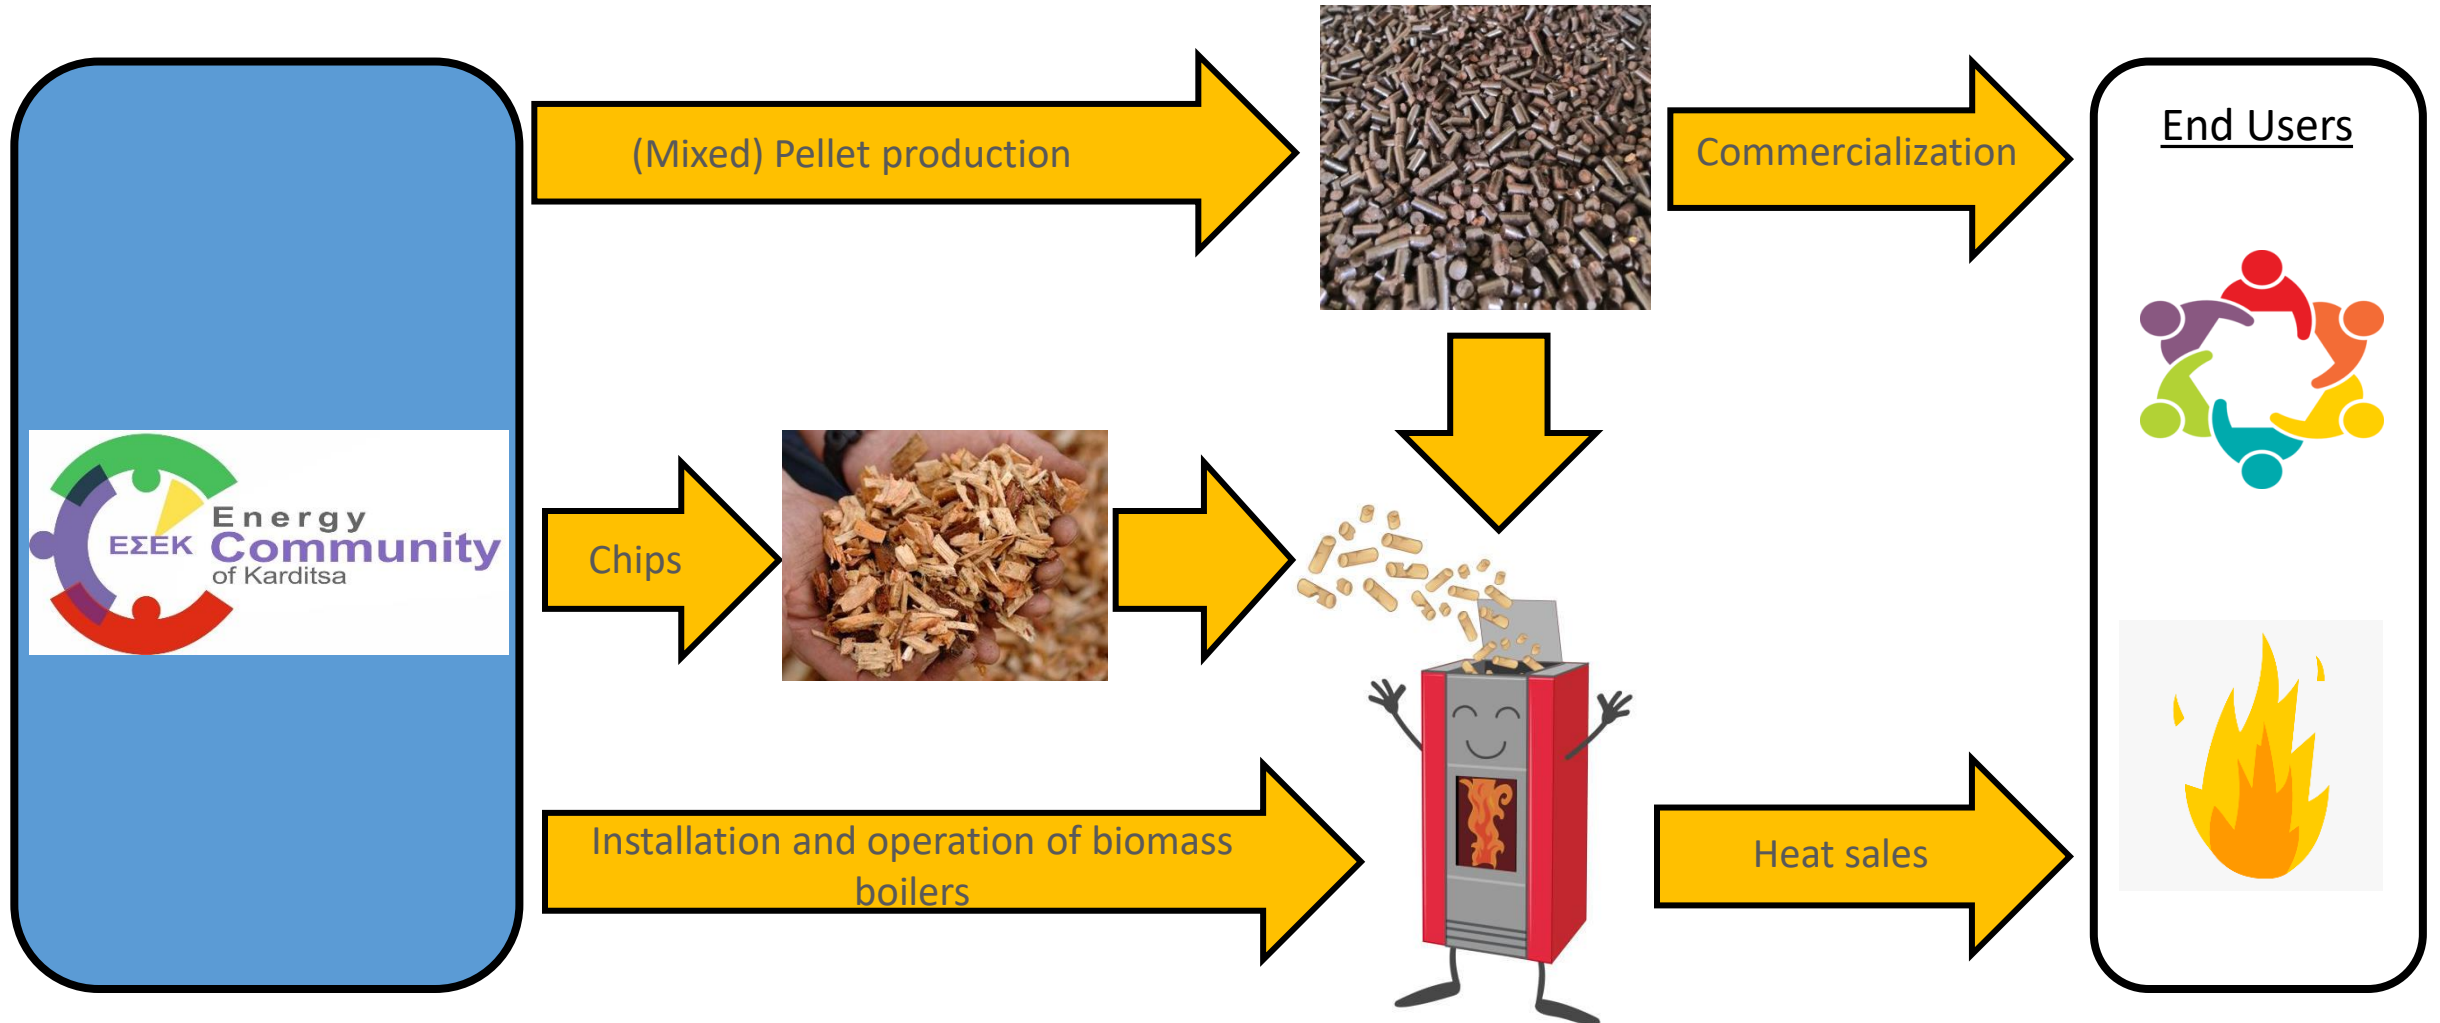 (Mixed) Pellet production
Commercialization
End Users
ΕΣΕΚ
Energy
Community
of Karditsa
Chips
Installation and operation of biomass
boilers
Heat sales